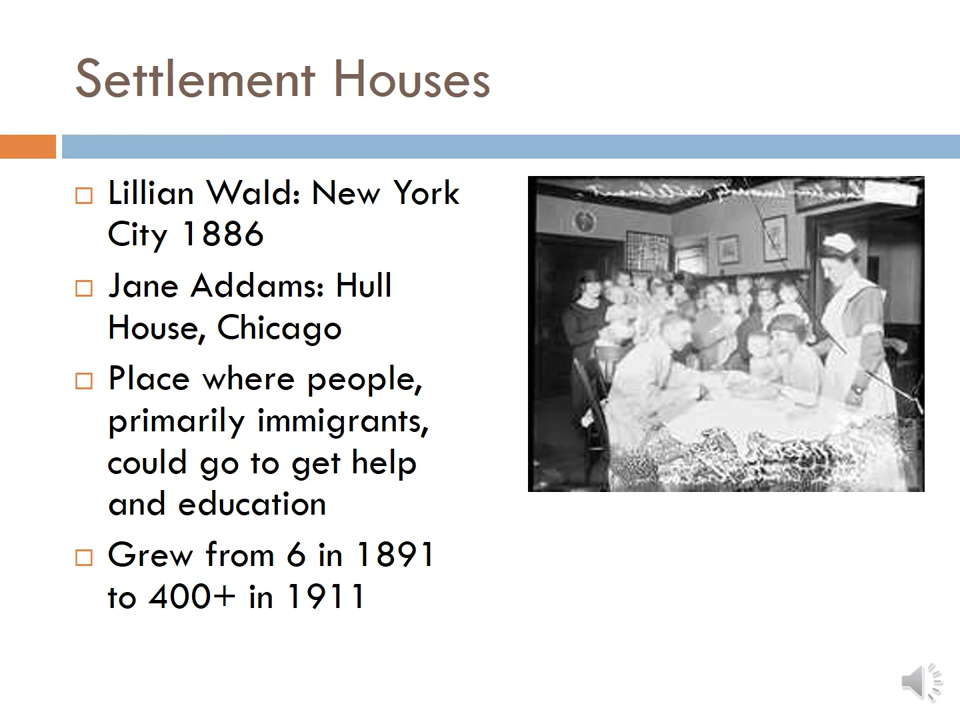 Settlement Houses
Lillian Wald: New York
City 1886
Jane Addams: Hull
House, Chicago
Place where people,
primarily immigrants,
could go to get help
and education
Grew from 6 in 1891
to 400+ in 1911